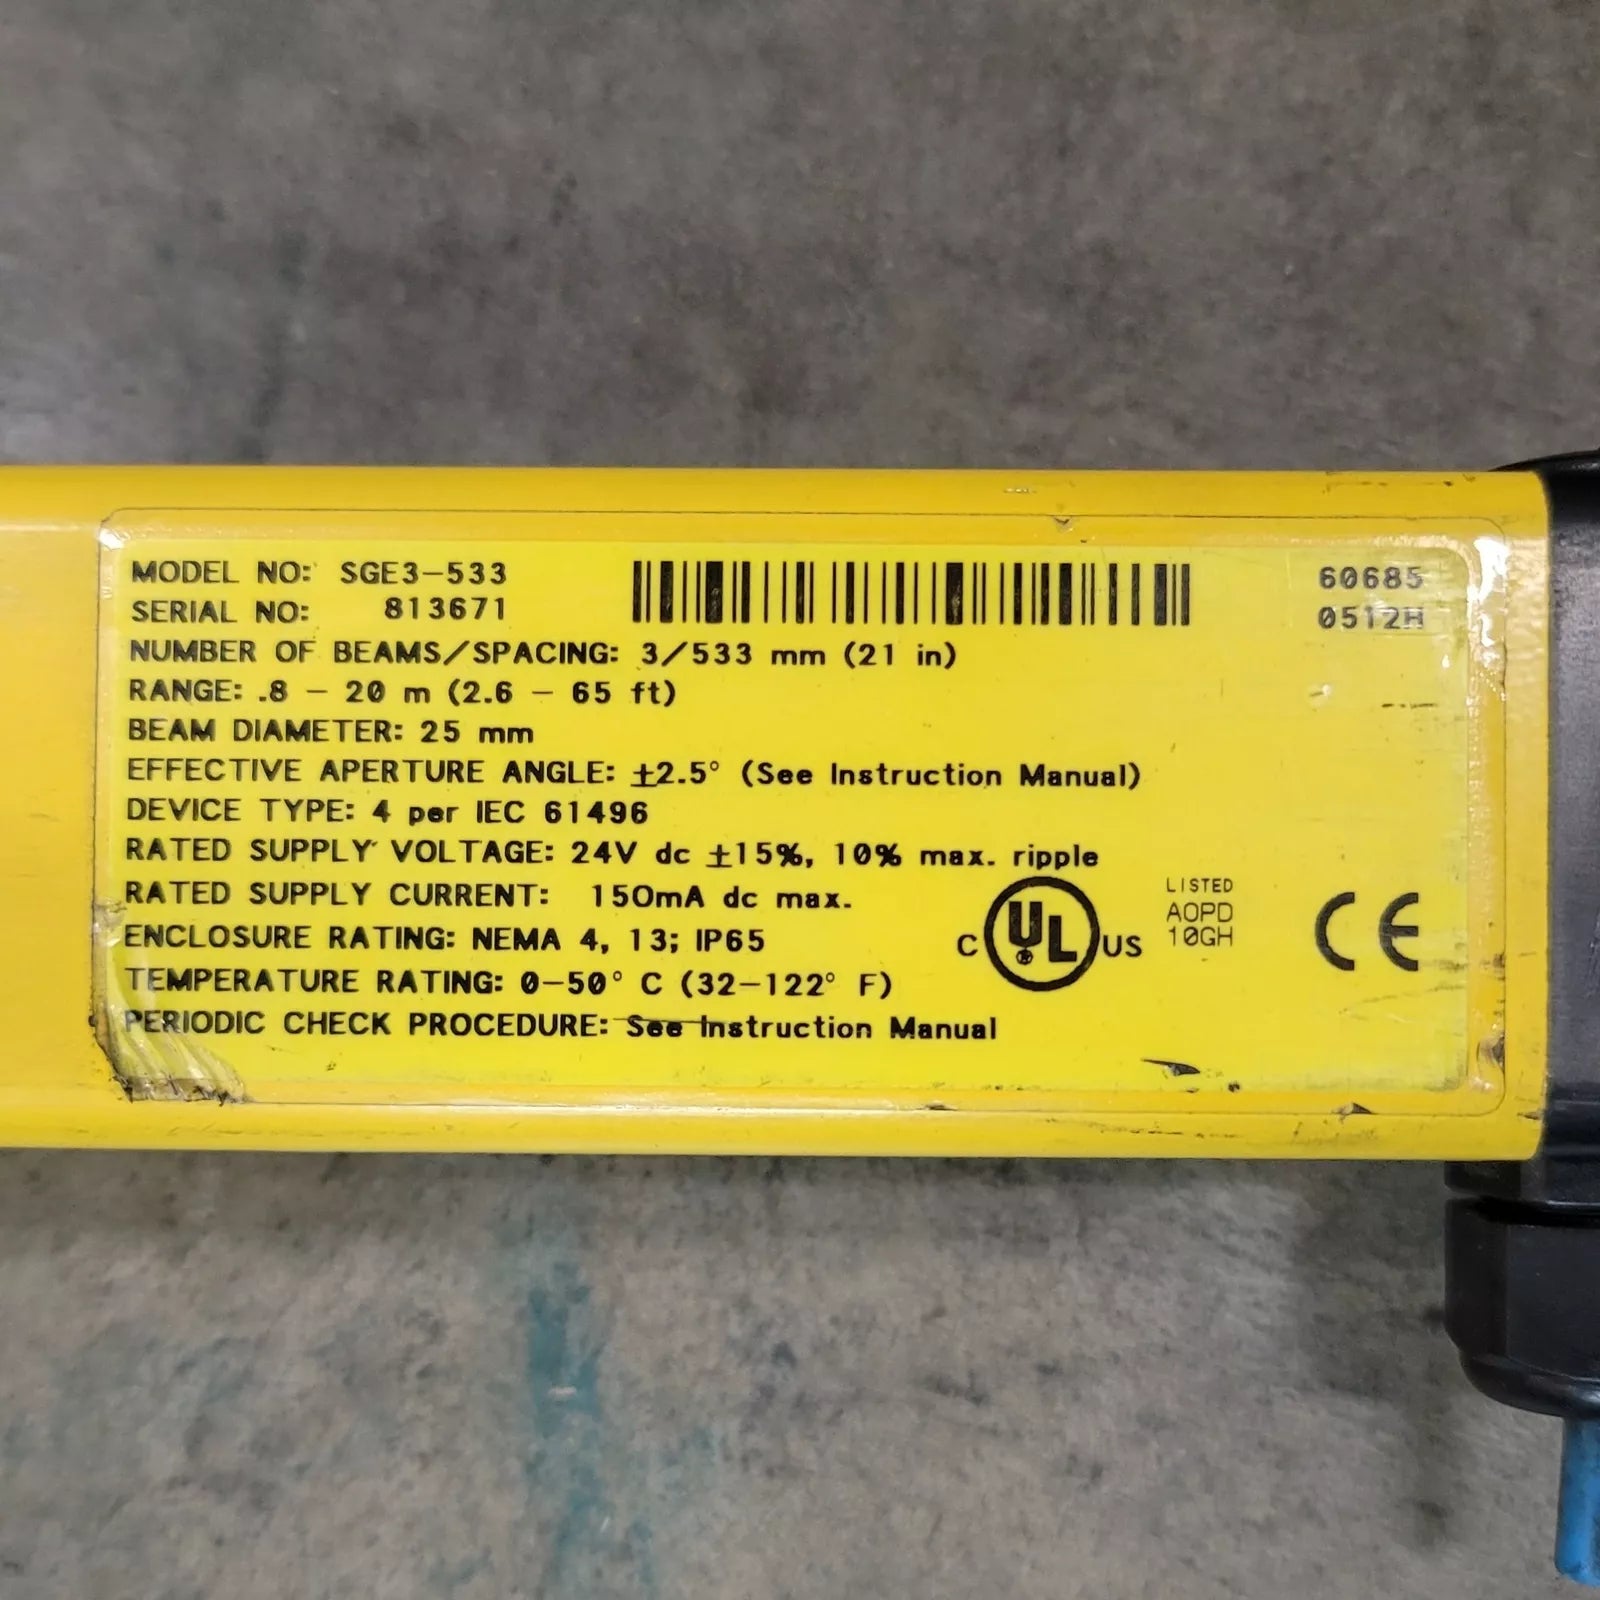 MODEL NO: SGE3-533
SERIAL NO: 813671
60685
0512H
NUMBER OF BEAMS/SPACING: 3/533 mm (21 in)
RANGE: .8 - 20 m (2.6 - 65 ft)
BEAM DIAMETER: 25 mm
EFFECTIVE APERTURE ANGLE: ±2.5° (See Instruction Manual)
DEVICE TYPE: 4 per IEC 61496
RATED SUPPLY VOLTAGE: 24V dc ±15%, 10% max. ripple
RATED SUPPLY CURRENT: 150mA dc max.
ENCLOSURE RATING: NEMA 4, 13; IP65
TEMPERATURE RATING: 0-50° C (32-122° F)
PERIODIC CHECK PROCEDURE: See Instruction Manual
C UL US
LISTED
AOPD
10GH
CE